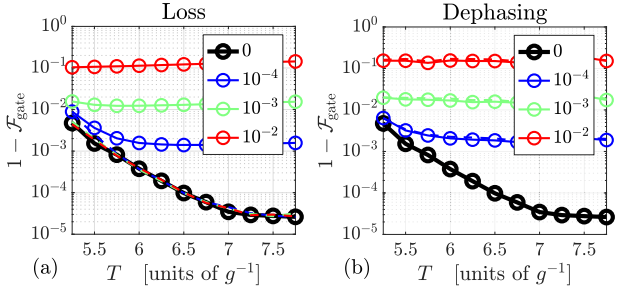 Loss
10^0
10^-1
10^-2
10^-3
10^-4
10^-5
1 − ℱ_gate
0
10^-4
10^-3
10^-2
5.5 6 6.5 7 7.5
(a) T [units of g^-1]
Dephasing
10^0
10^-1
10^-2
10^-3
10^-4
10^-5
1 − ℱ_gate
0
10^-4
10^-3
10^-2
5.5 6 6.5 7 7.5
(b) T [units of g^-1]